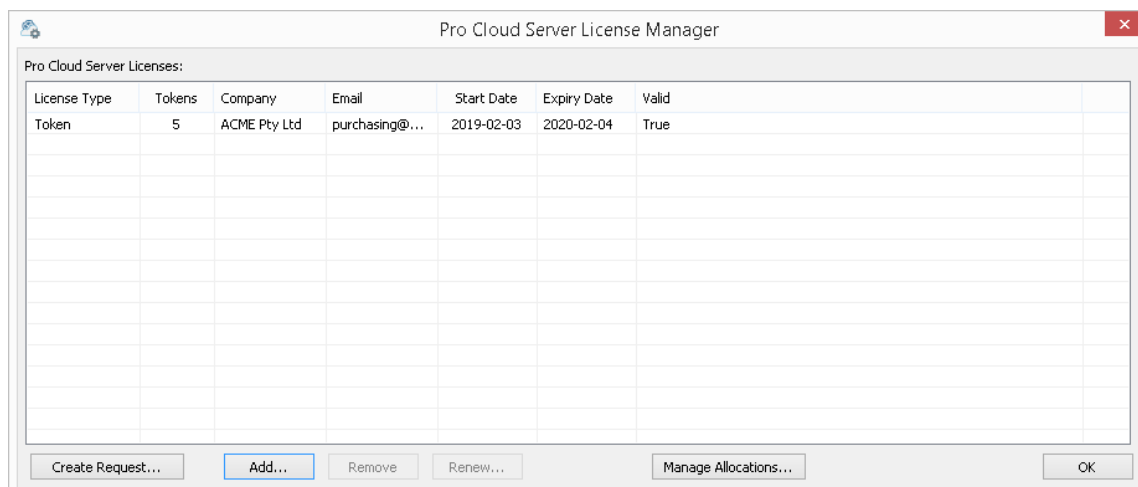 Pro Cloud Server License Manager
Pro Cloud Server Licenses:
License Type Tokens Company Email Start Date Expiry Date Valid
Token 5 ACME Pty Ltd purchasing@... 2019-02-03 2020-02-04 True
Create Request... Add... Remove Renew... Manage Allocations... OK